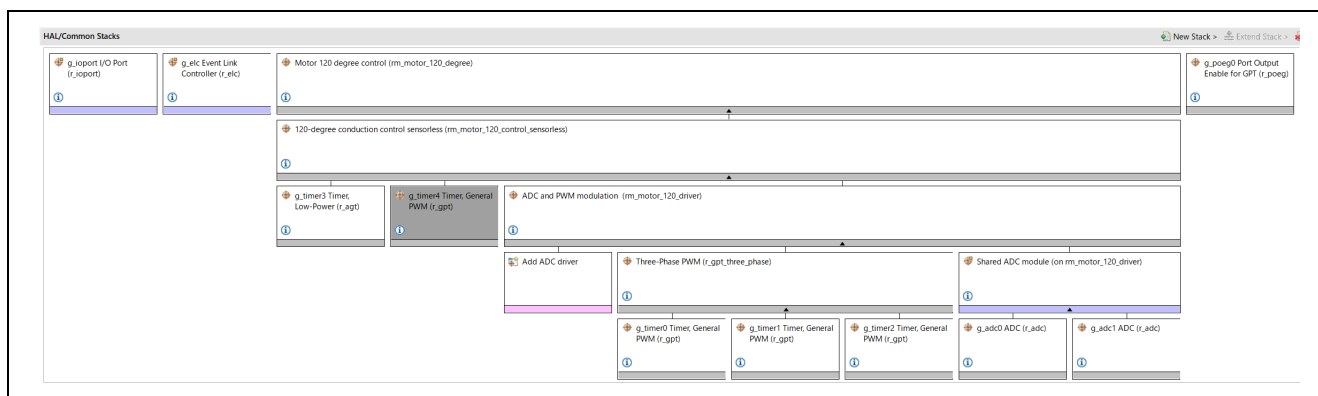 HAL/Common Stacks
New Stack >
Extend Stack >
g_ioport I/O Port
(r_ioport)
g_elc Event Link
Controller (r_elc)
Motor 120 degree control (rm_motor_120_degree)
g_poeg0 Port Output
Enable for GPT (r_poeg)
120-degree conduction control sensorless (rm_motor_120_control_sensorless)
g_timer3 Timer,
Low-Power (r_agt)
g_timer4 Timer, General
PWM (r_gpt)
ADC and PWM modulation (rm_motor_120_driver)
Add ADC driver
Three-Phase PWM (r_gpt_three_phase)
Shared ADC module (on rm_motor_120_driver)
g_timer0 Timer, General
PWM (r_gpt)
g_timer1 Timer, General
PWM (r_gpt)
g_timer2 Timer, General
PWM (r_gpt)
g_adc0 ADC (r_adc)
g_adc1 ADC (r_adc)